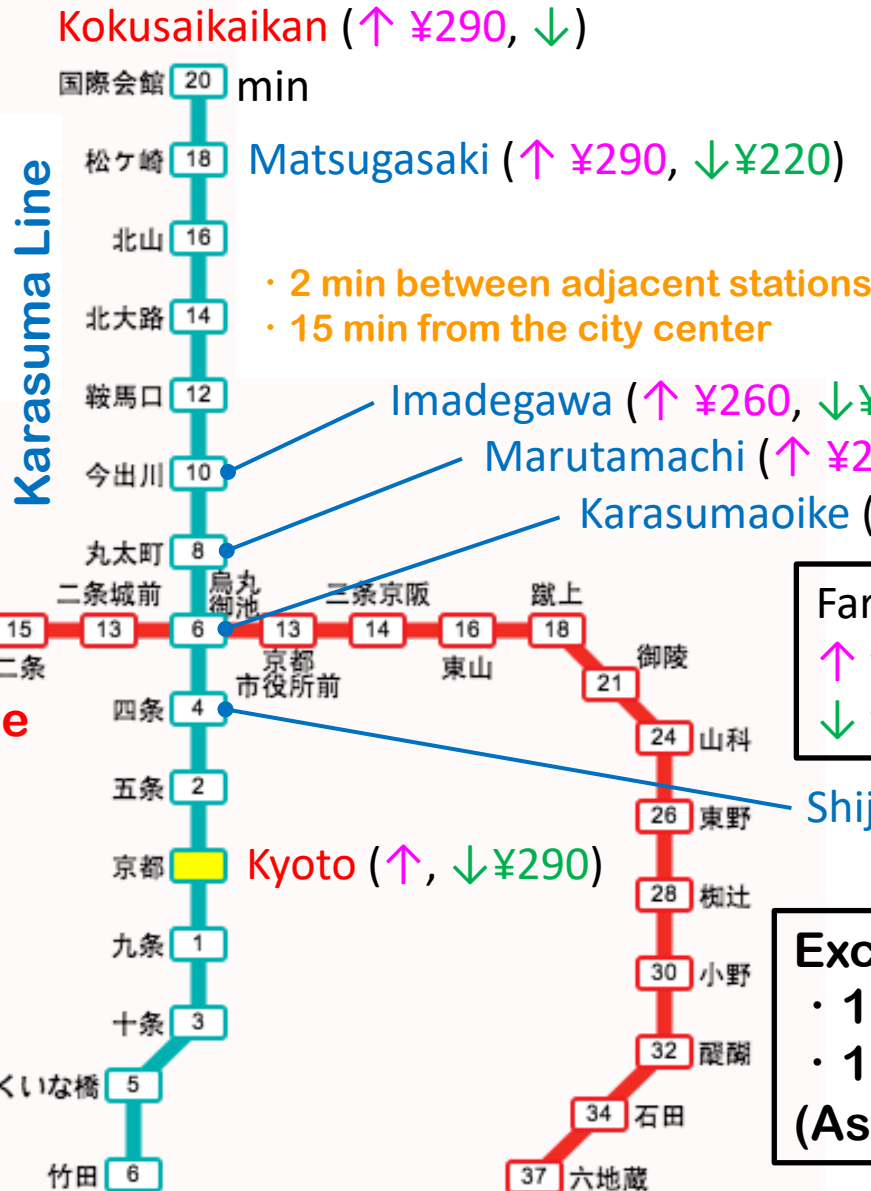 Kokusaikaikan (↑ ¥290, ↓)
国際会館 20 min
松ケ崎 18 Matsugasaki (↑ ¥290, ↓¥220)
Karasuma Line
北山 16
・2 min between adjacent stations
北大路 14
・15 min from the city center
鞍馬口 12
Imadegawa (↑ ¥260, ↓¥
今出川 10
Marutamachi (↑ ¥2
Karasumaoike (
丸太町 8
二条城前 烏丸御池 三条京阪 蹴上
15 13 6 13 14 16 18
二条 京都市役所前 東山
御陵
21
Far
↑
↓
四条 4
e
24 山科
五条 2
26 東野
Shij
京都 Kyoto (↑, ↓¥290)
28 椥辻
九条 1
30 小野
Exc
・1
・1
(As
十条 3
32 醍醐
くいな橋 5
34 石田
竹田 6
37 六地蔵